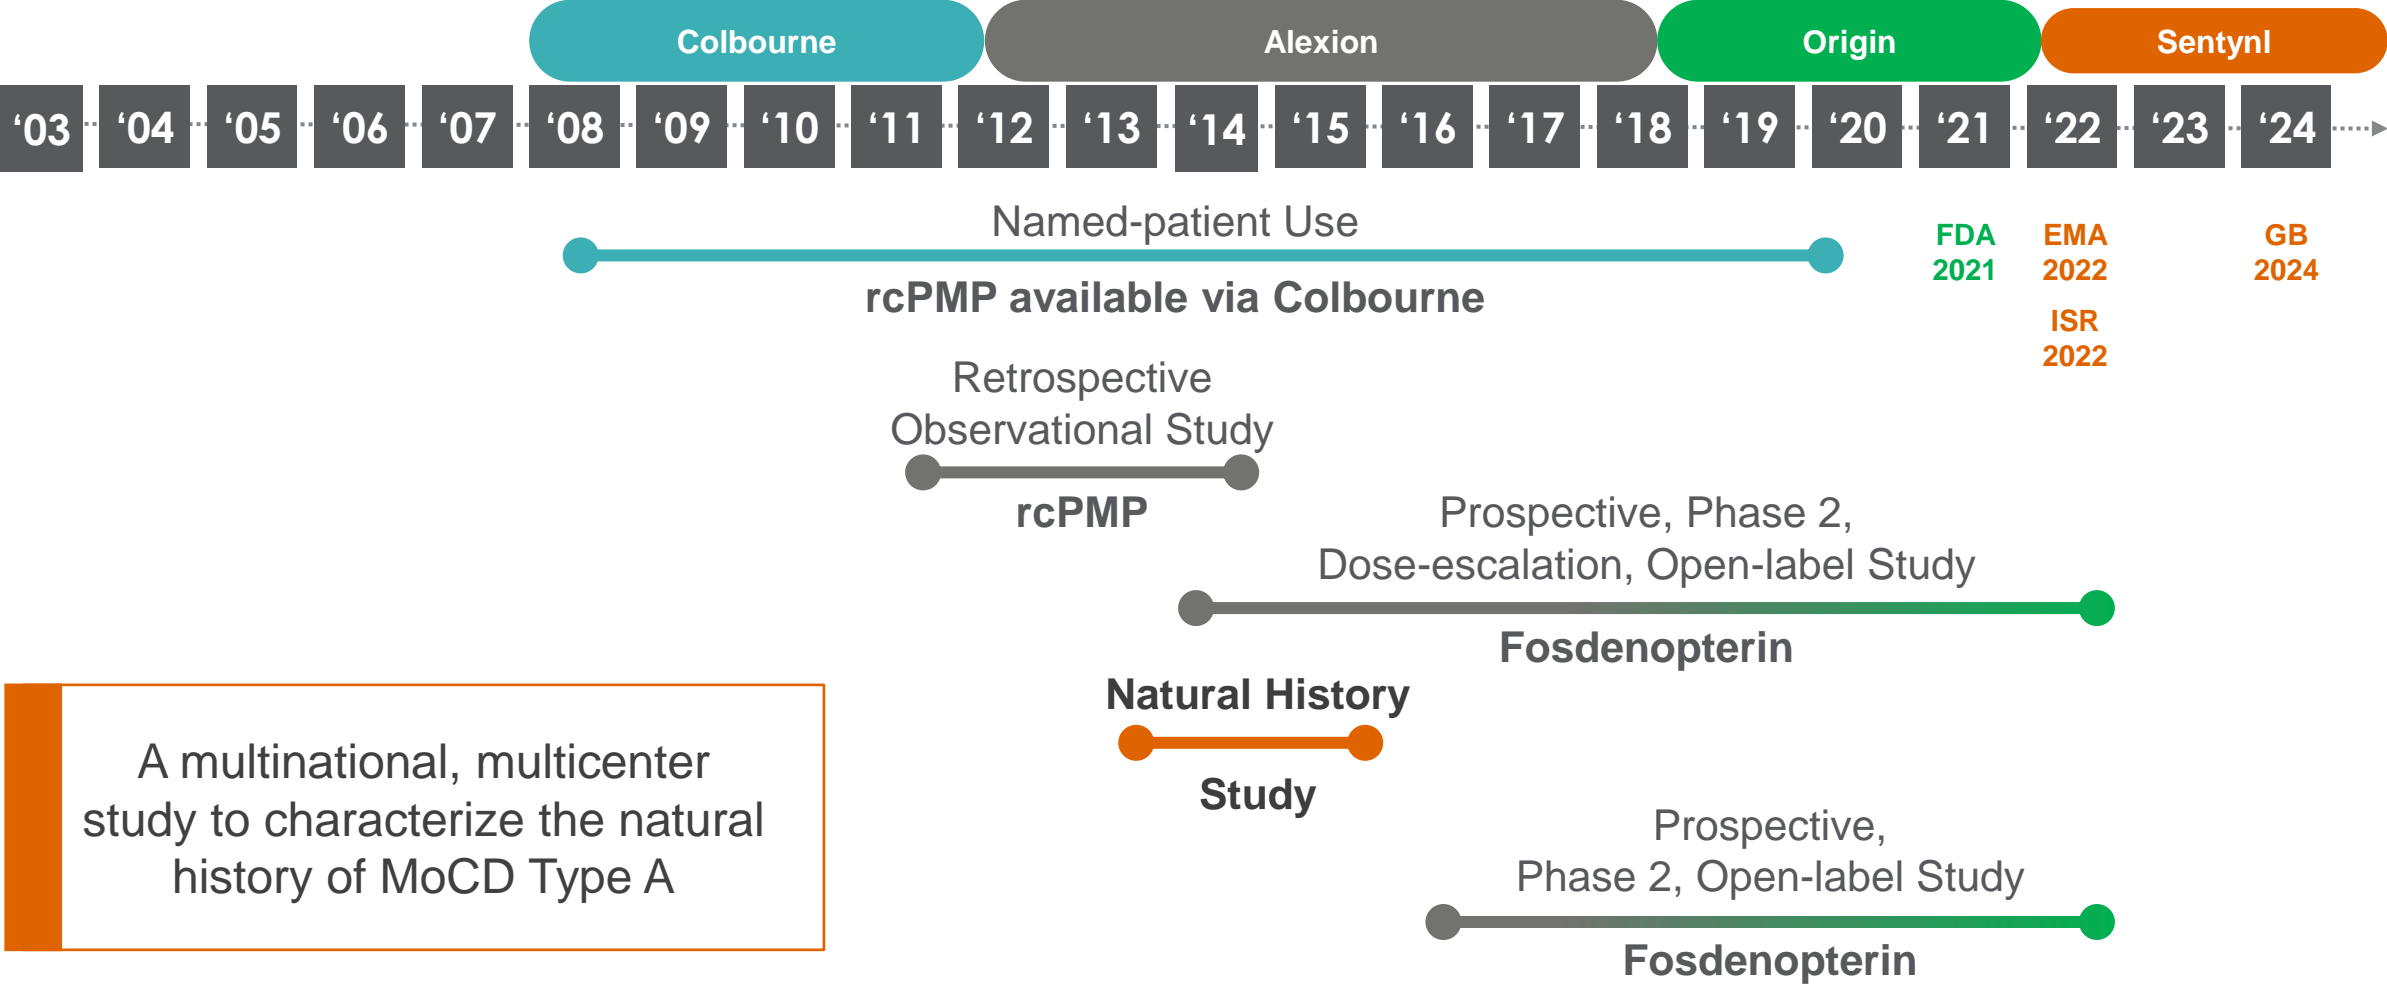 Colbourne
Alexion
Origin
Sentynl
‘03
‘04
‘05
‘06
‘07
‘08
‘09
‘10
‘11
‘12
‘13
‘14
‘15
‘16
‘17
‘18
‘19
‘20
‘21
‘22
‘23
‘24
Named-patient Use
rcPMP available via Colbourne
FDA
2021
EMA
2022
ISR
2022
GB
2024
Retrospective
Observational Study
rcPMP
Prospective, Phase 2,
Dose-escalation, Open-label Study
Fosdenopterin
Natural History
Study
A multinational, multicenter
study to characterize the natural
history of MoCD Type A
Prospective,
Phase 2, Open-label Study
Fosdenopterin